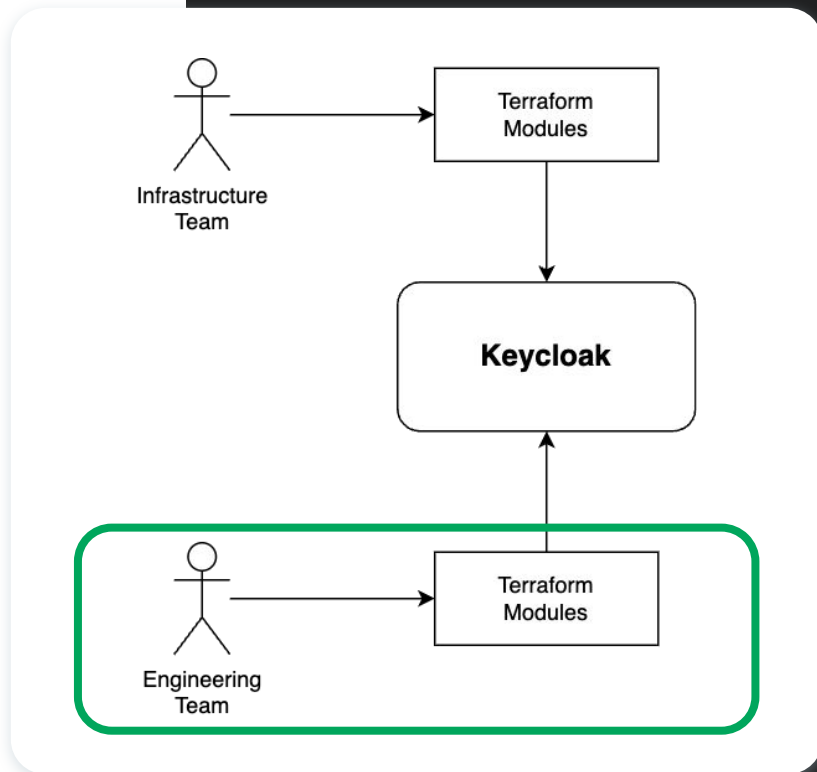 Terraform
Modules
Infrastructure
Team
Keycloak
Terraform
Modules
Engineering
Team